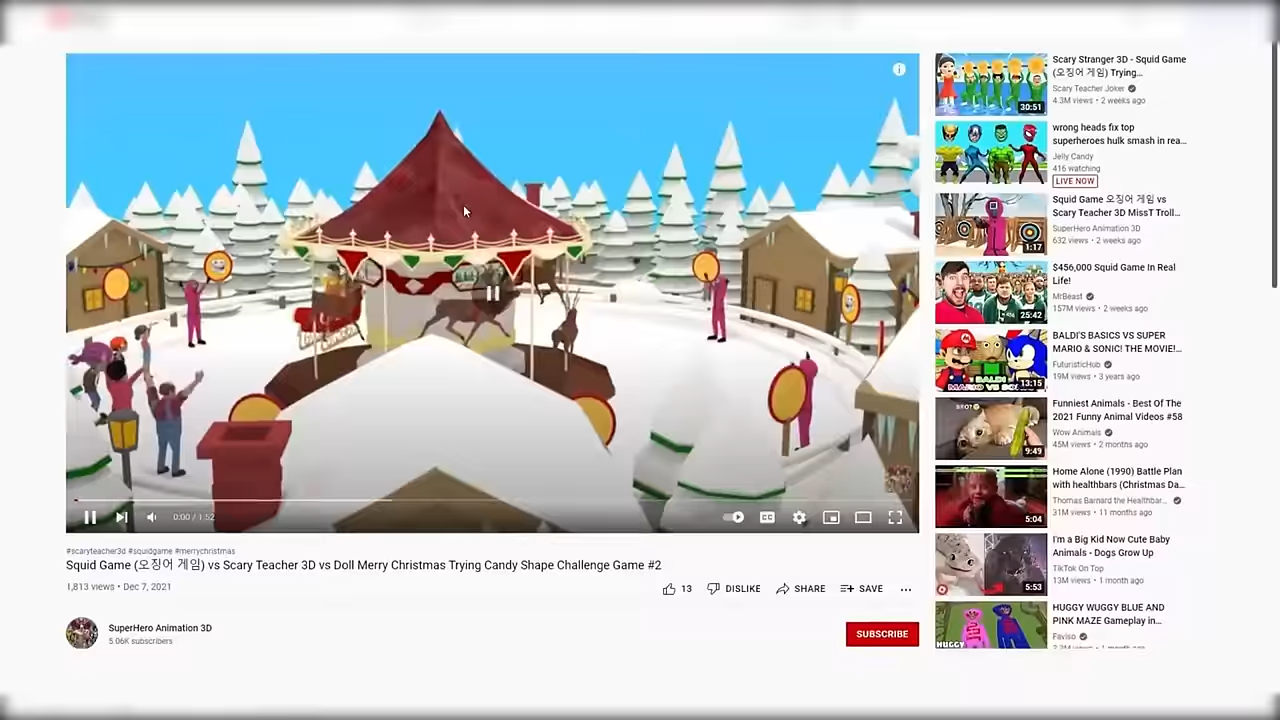 0:00 / 1:52
#scaryteacher3d #squidgame #merrychristmas
Squid Game (오징어 게임) vs Scary Teacher 3D vs Doll Merry Christmas Trying Candy Shape Challenge Game #2
1,813 views • Dec 7, 2021
13 DISLIKE SHARE SAVE
SuperHero Animation 3D
5.06K subscribers
SUBSCRIBE
30:51
Scary Stranger 3D - Squid Game
(오징어 게임) Trying...
Scary Teacher Joker
4.3M views • 2 weeks ago
wrong heads fix top
superheroes hulk smash in rea...
Jelly Candy
416 watching
LIVE NOW
1:17
Squid Game 오징어 게임 vs
Scary Teacher 3D MissT Troll...
SuperHero Animation 3D
632 views • 2 weeks ago
25:42
$456,000 Squid Game In Real
Life!
MrBeast
157M views • 2 weeks ago
13:15
BALDI'S BASICS VS SUPER
MARIO & SONIC! THE MOVIE!...
FuturisticHub
19M views • 3 years ago
9:49
Funniest Animals - Best Of The
2021 Funny Animal Videos #58
Wow Animals
45M views • 2 months ago
5:04
Home Alone (1990) Battle Plan
with healthbars (Christmas Da...
Thomas Barnard the Healthbar...
31M views • 11 months ago
5:53
I'm a Big Kid Now Cute Baby
Animals - Dogs Grow Up
TikTok On Top
13M views • 1 month ago
HUGGY
HUGGY WUGGY BLUE AND
PINK MAZE Gameplay in...
Faviso